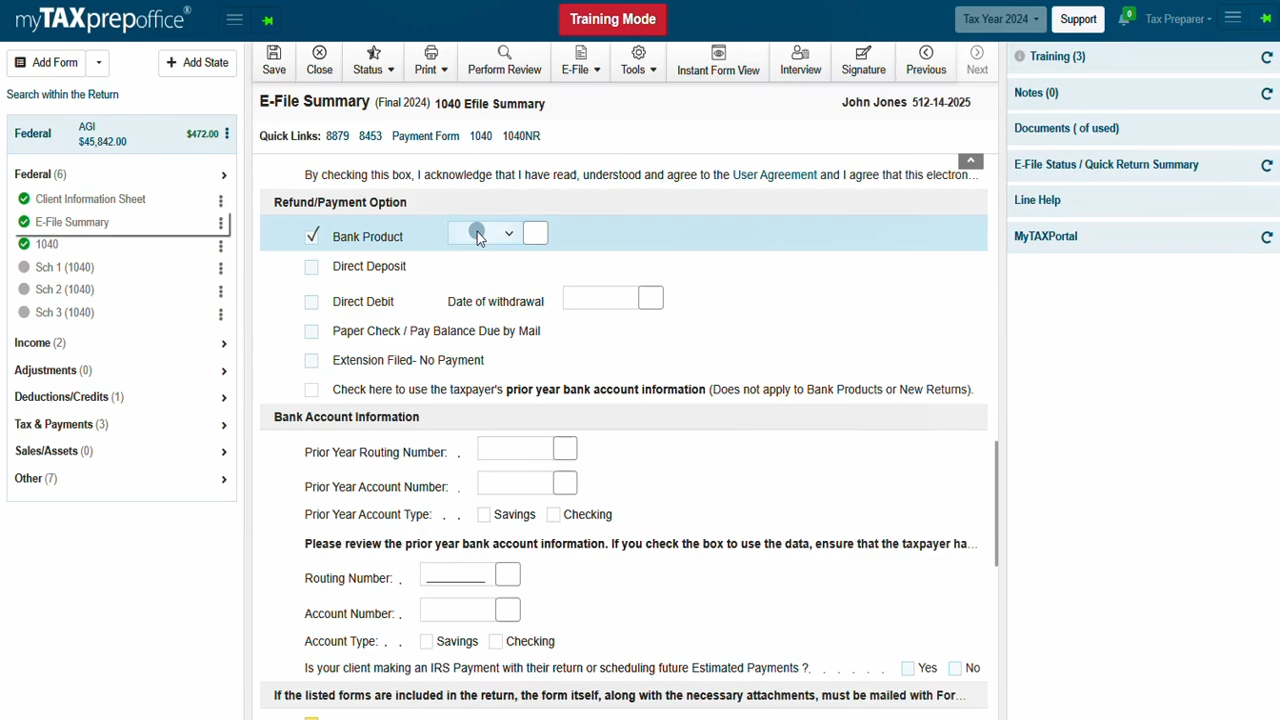 myTAXprepoffice®
Training Mode
Tax Year 2024
Support
0
Tax Preparer
Add Form
Add State
Save
Close
Status
Print
Perform Review
E-File
Tools
Instant Form View
Interview
Signature
Previous
Next
Search within the Return
Federal
AGI
$45,842.00
$472.00
Federal (6)
Client Information Sheet
E-File Summary
1040
Sch 1 (1040)
Sch 2 (1040)
Sch 3 (1040)
Income (2)
Adjustments (0)
Deductions/Credits (1)
Tax & Payments (3)
Sales/Assets (0)
Other (7)
E-File Summary (Final 2024) 1040 Efile Summary
John Jones 512-14-2025
Quick Links: 8879 8453 Payment Form 1040 1040NR
By checking this box, I acknowledge that I have read, understood and agree to the User Agreement and I agree that this electron...
Refund/Payment Option
Bank Product
Direct Deposit
Direct Debit Date of withdrawal
Paper Check / Pay Balance Due by Mail
Extension Filed- No Payment
Check here to use the taxpayer's prior year bank account information (Does not apply to Bank Products or New Returns).
Bank Account Information
Prior Year Routing Number: .
Prior Year Account Number: .
Prior Year Account Type: . . Savings Checking
Please review the prior year bank account information. If you check the box to use the data, ensure that the taxpayer ha...
Routing Number: . _________
Account Number: .
Account Type: . . Savings Checking
Is your client making an IRS Payment with their return or scheduling future Estimated Payments ?. . . . . . Yes No
If the listed forms are included in the return, the form itself, along with the necessary attachments, must be mailed with For...
Training (3)
Notes (0)
Documents ( of used)
E-File Status / Quick Return Summary
Line Help
MyTAXPortal